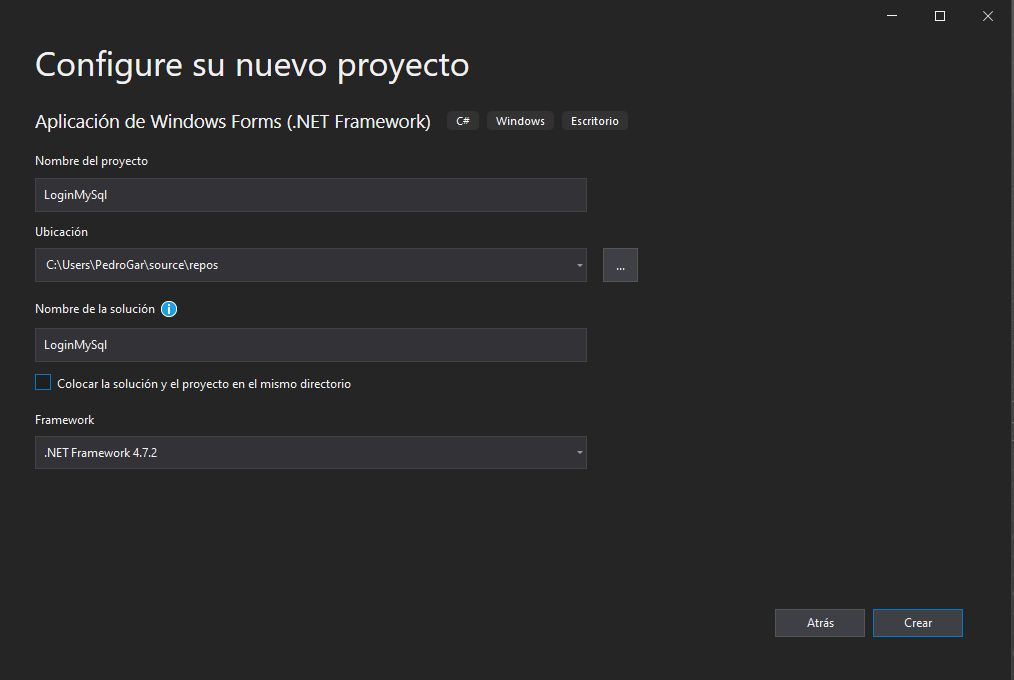 Configure su nuevo proyecto
Aplicación de Windows Forms (.NET Framework) C# Windows Escritorio
Nombre del proyecto
LoginMySql
Ubicación
C:\Users\PedroGar\source\repos
...
Nombre de la solución
LoginMySql
Colocar la solución y el proyecto en el mismo directorio
Framework
.NET Framework 4.7.2
Atrás Crear